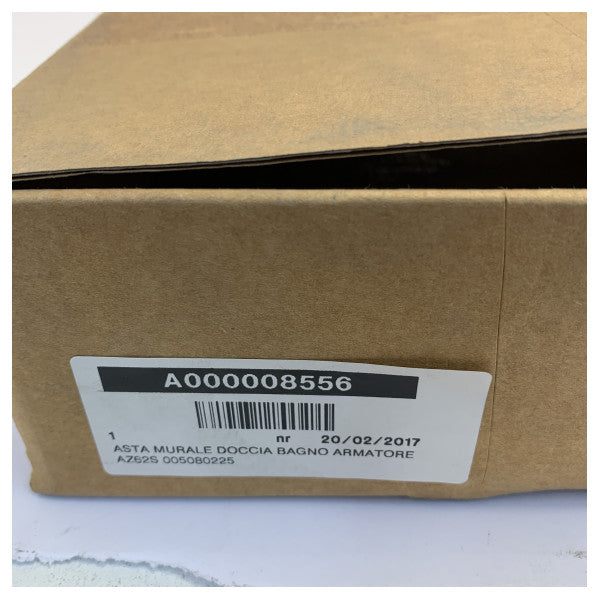 A000008556
1 nr 20/02/2017
ASTA MURALE DOCCIA BAGNO ARMATORE
AZ62S 005080225